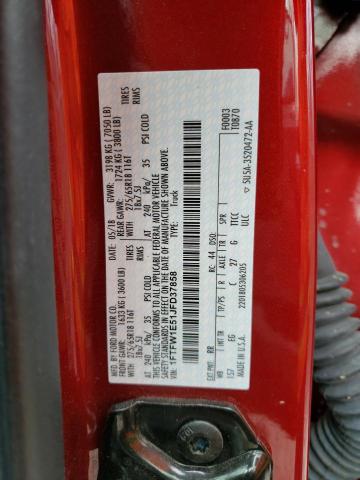 MFD. BY FORD MOTOR CO.
DATE: 05/18 GVWR: 3198 KG ( 7050 LB)
FRONT GAWR: 1633 KG (3600 LB) REAR GAWR: 1724 KG ( 3800 LB)
275/65R18 116T WITH 275/65R18 116T TIRES
18x7.5J RIMS 18x7.5J RIMS
AT 240 kPa/ 35 PSI COLD AT 240 kPa/ 35 PSI COLD
THIS VEHICLE CONFORMS TO ALL APPLICABLE FEDERAL MOTOR VEHICLE
SAFETY STANDARDS IN EFFECT ON THE DATE OF MANUFACTURE SHOWN ABOVE.
VIN: 1FTFW1E51JFD37858
TYPE: Truck
F0003
T0870
EXT PNT: RR RC: 44 DSO:
WB BRK INT TR TP/PS R AXLE TR SPR
157 EG C 27 G TTCC
MADE IN U.S.A. UU
2201805306205
5U5A-3520472-AA